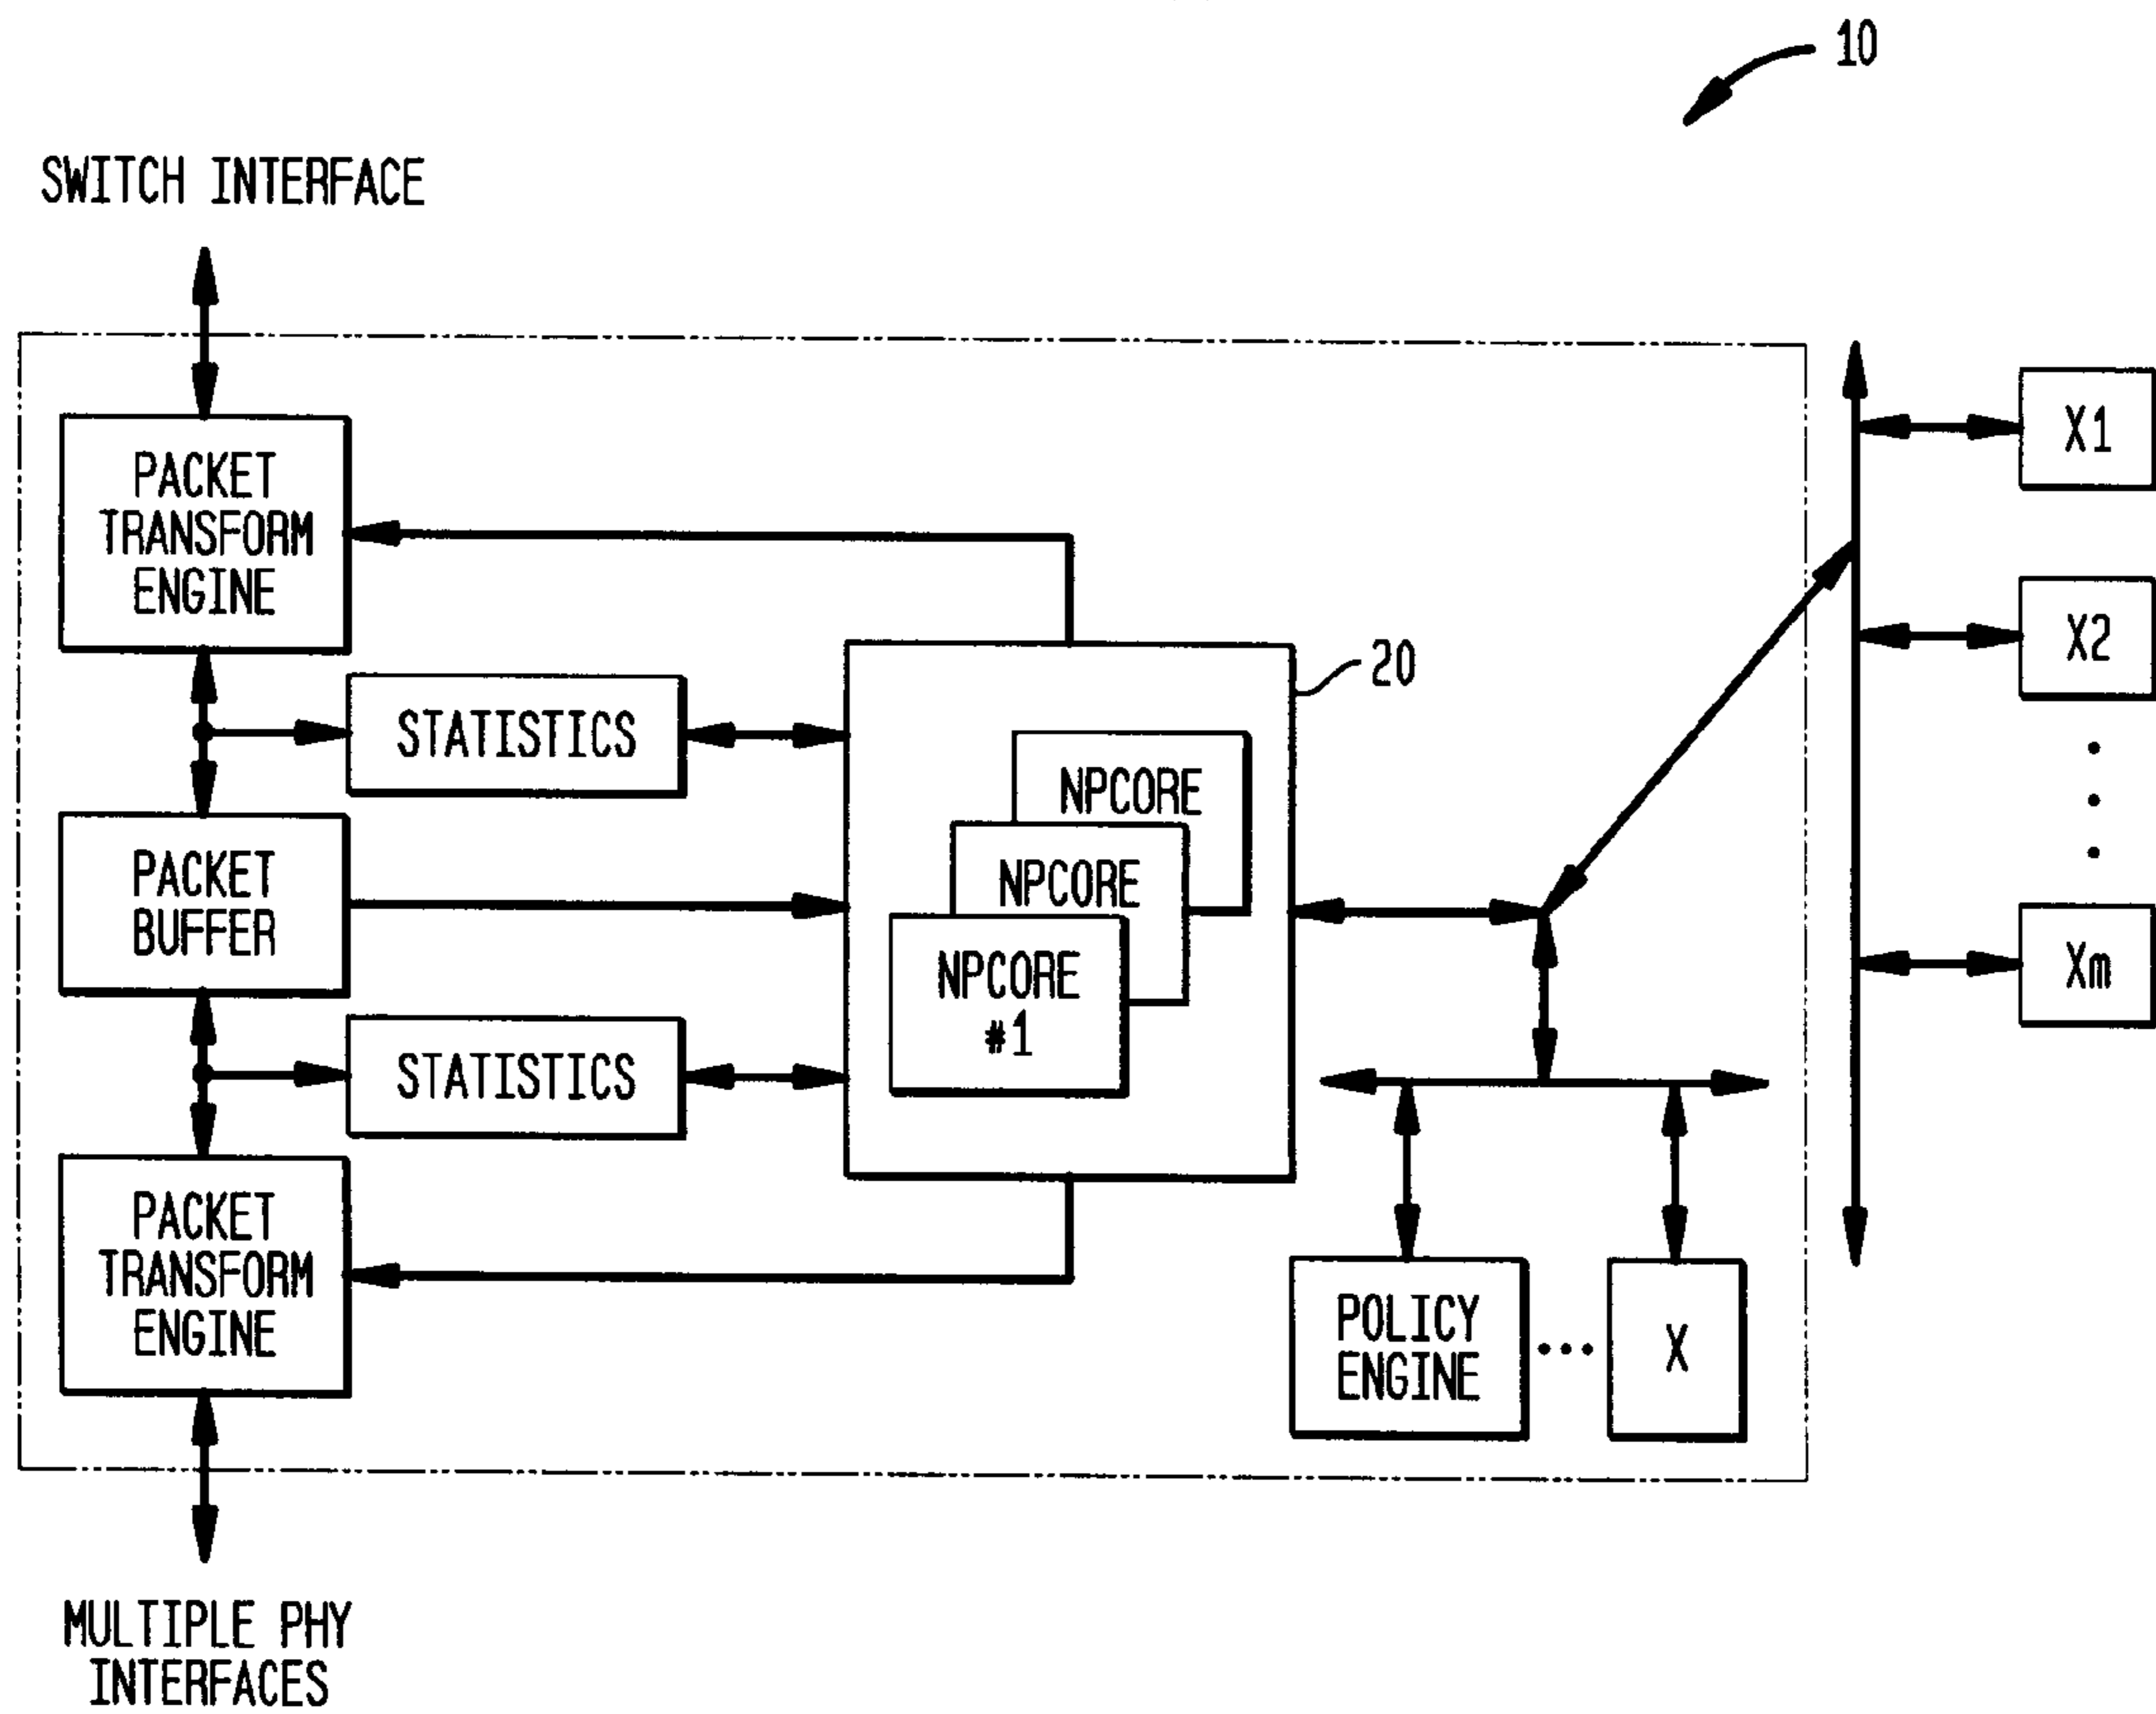 10
SWITCH INTERFACE
PACKET
TRANSFORM
ENGINE
X1
20
X2
STATISTICS
NPCORE
NPCORE
NPCORE
#1
PACKET
BUFFER
Xm
STATISTICS
PACKET
TRANSFORM
ENGINE
POLICY
ENGINE
X
MULTIPLE PHY
INTERFACES